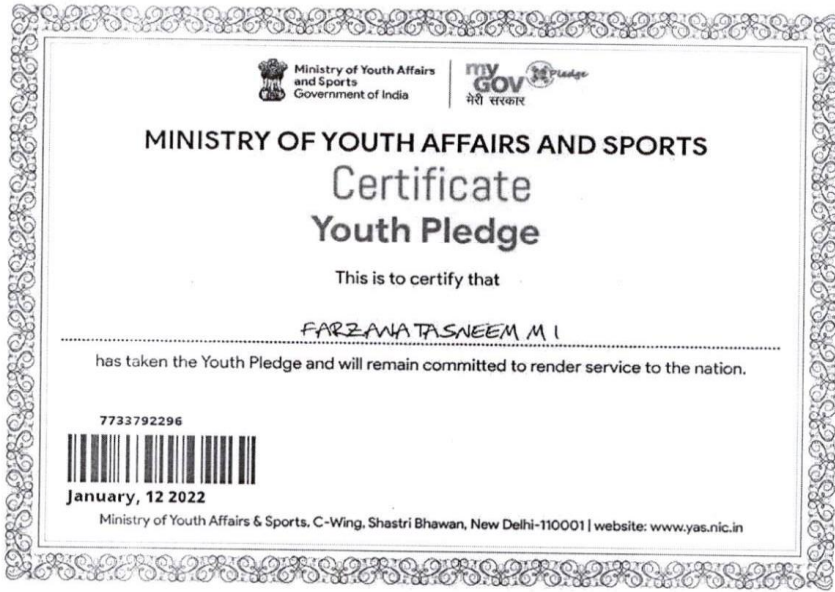 Ministry of Youth Affairs
and Sports
Government of India
my
GOV
मेरी सरकार
Pledge
MINISTRY OF YOUTH AFFAIRS AND SPORTS
Certificate
Youth Pledge
This is to certify that
FARZANA TASNEEM M I
has taken the Youth Pledge and will remain committed to render service to the nation.
7733792296
January, 12 2022
Ministry of Youth Affairs & Sports, C-Wing, Shastri Bhawan, New Delhi-110001 | website: www.yas.nic.in